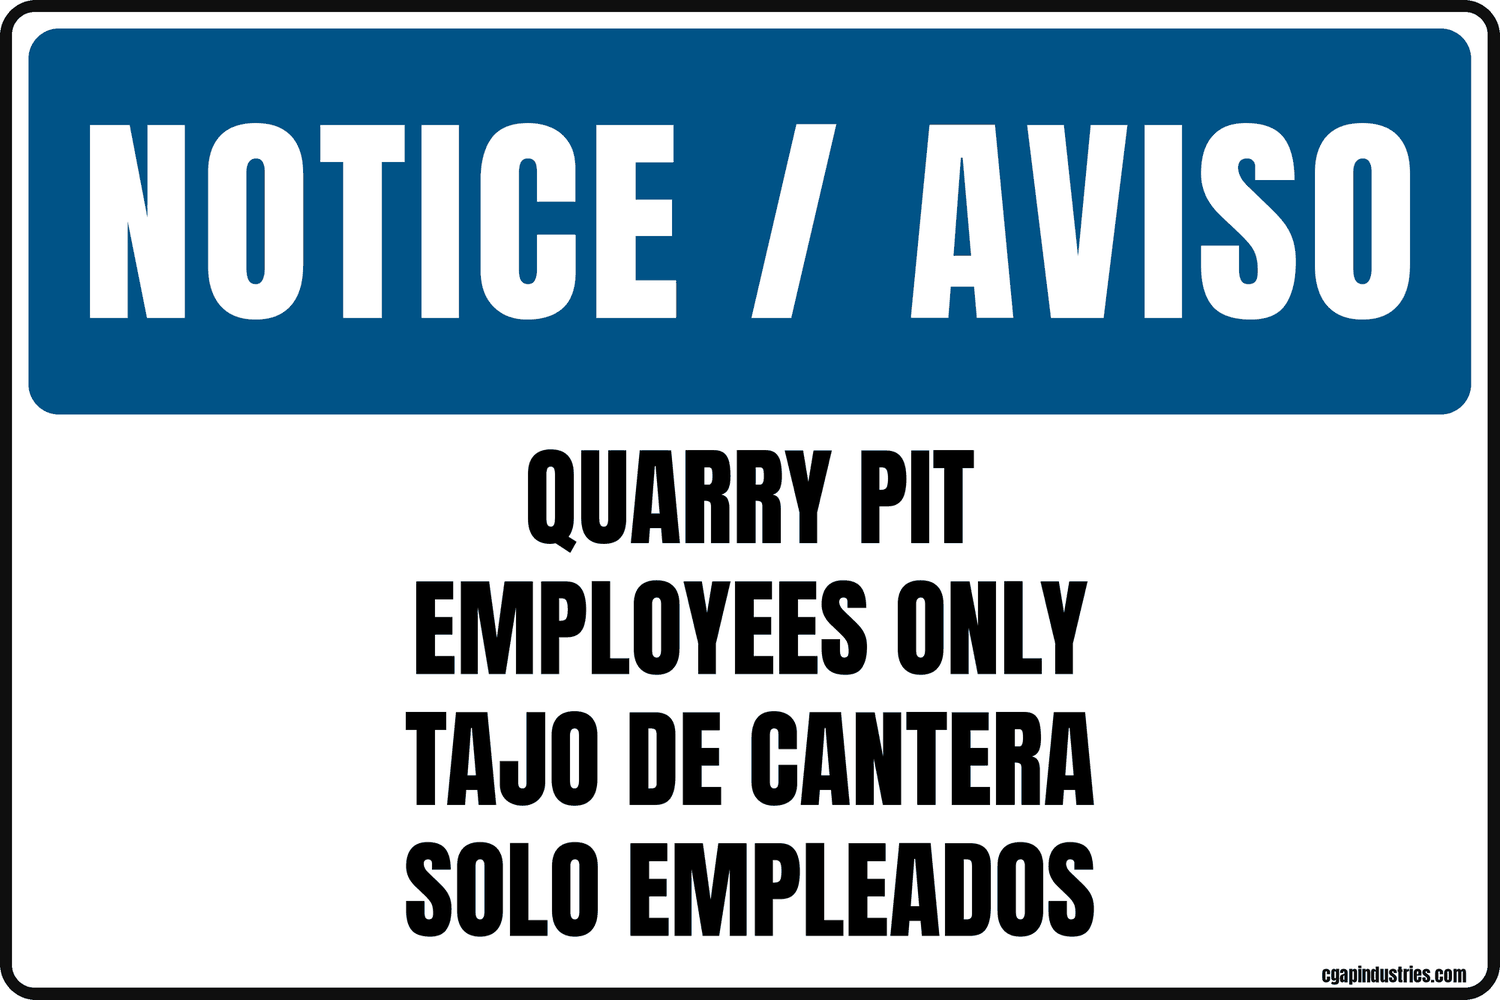 NOTICE / AVISO
QUARRY PIT
EMPLOYEES ONLY
TAJO DE CANTERA
SOLO EMPLEADOS
cgapindustries.com